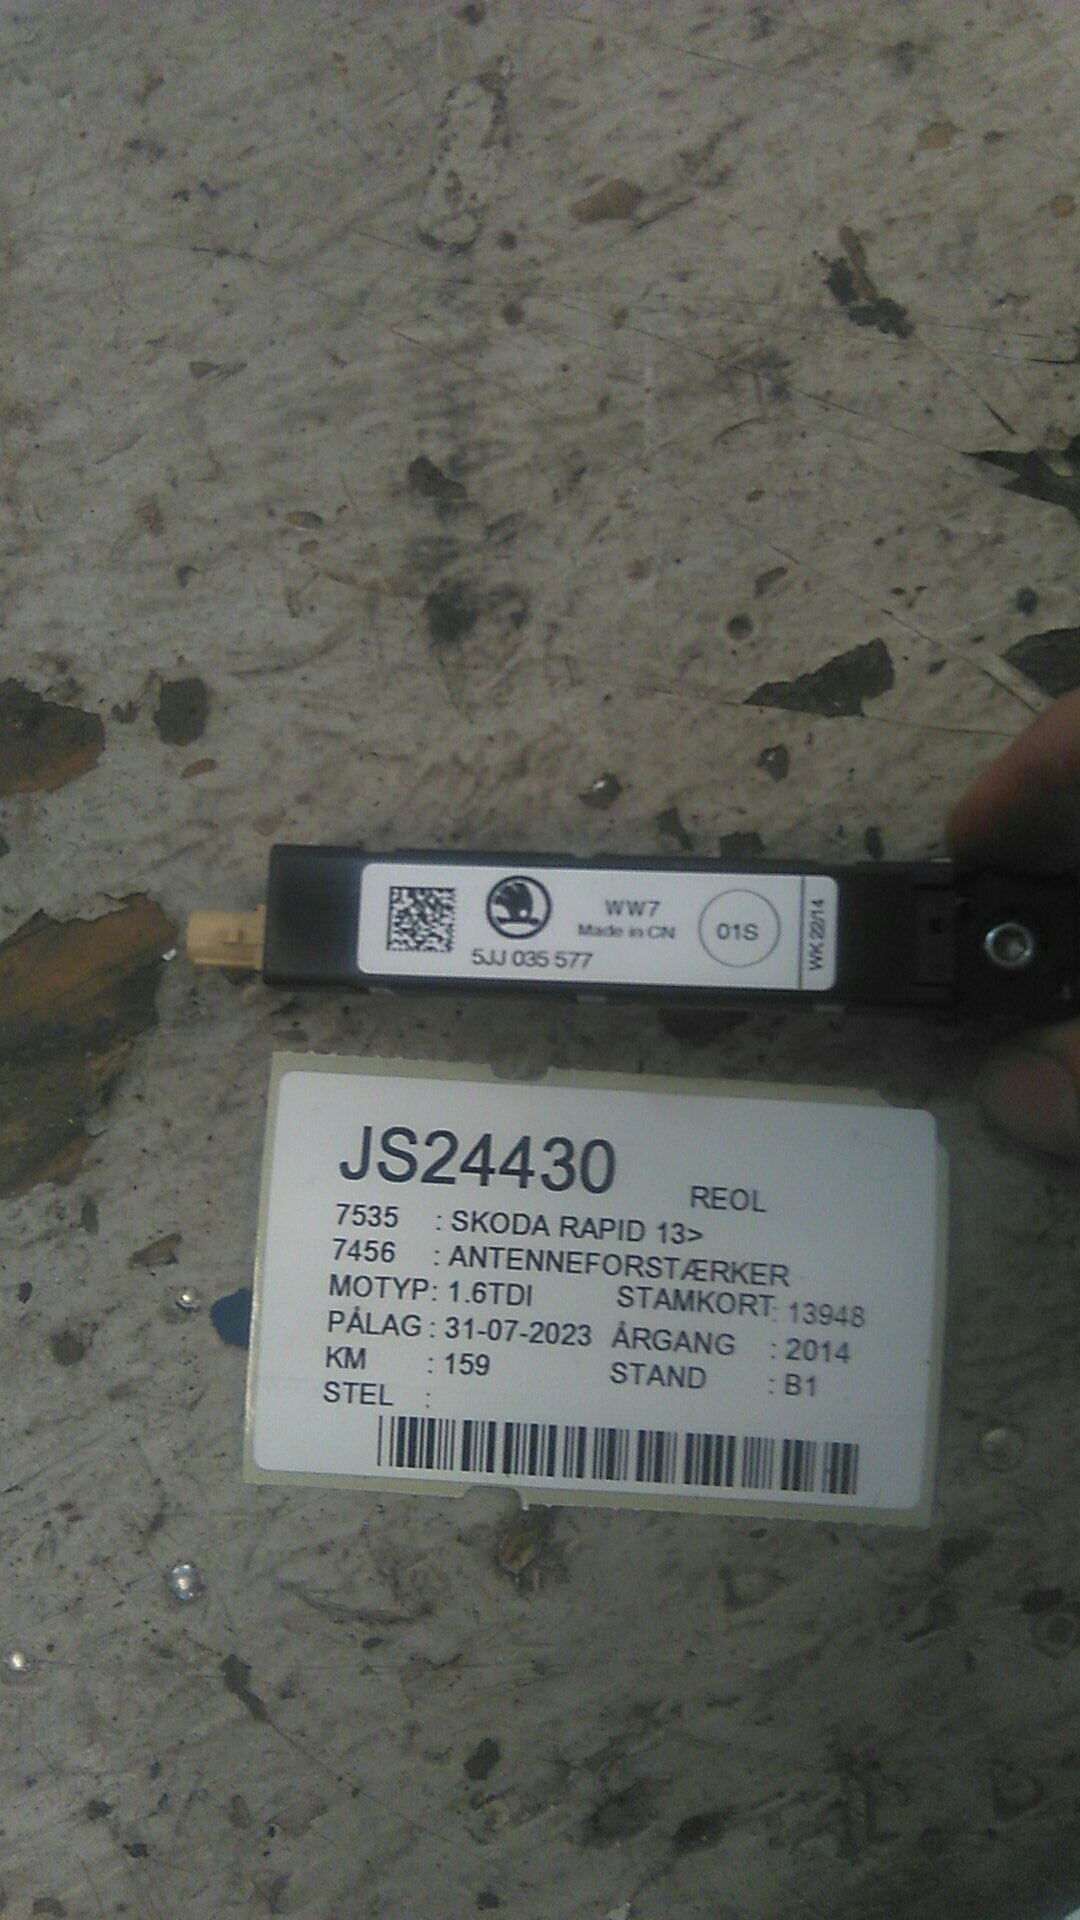 WW7
Made in CN
5JJ 035 577
01S
WK 22/14
JS24430
REOL
7535 : SKODA RAPID 13>
7456 : ANTENNEFORSTÆRKER
MOTYP: 1.6TDI STAMKORT: 13948
PÅLAG : 31-07-2023 ÅRGANG : 2014
KM : 159 STAND : B1
STEL :